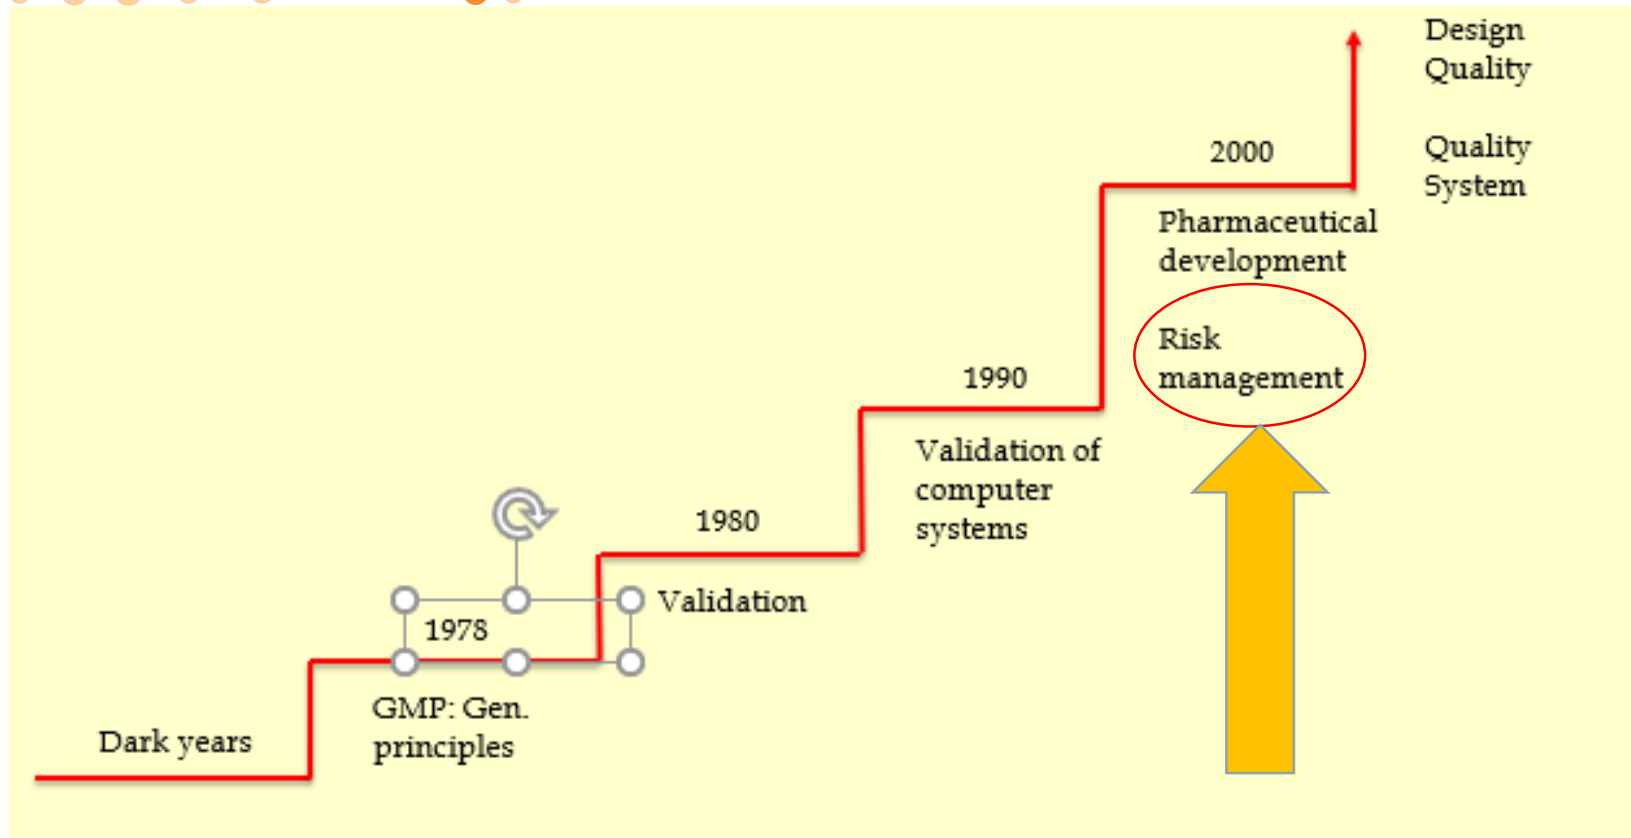 Design
Quality
Quality
System
2000
Pharmaceutical
development
Risk
management
1990
Validation of
computer
systems
1980
Validation
1978
GMP: Gen.
principles
Dark years